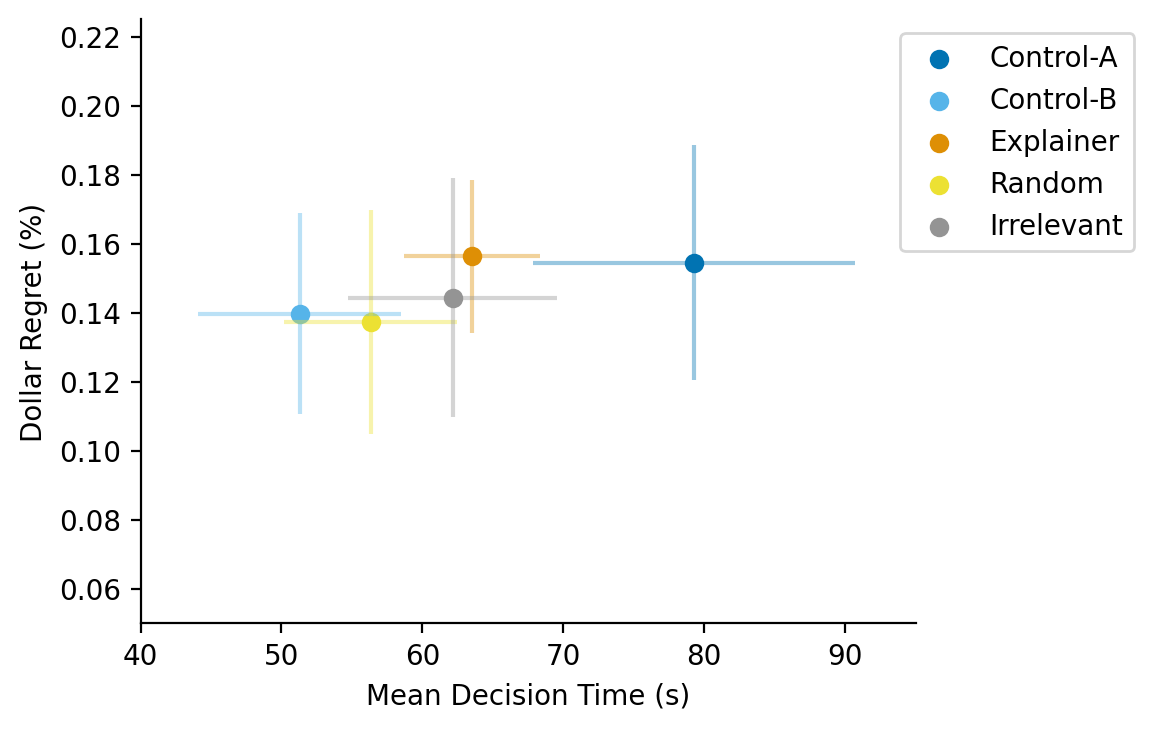 0.22
0.20
0.18
0.16
0.14
0.12
0.10
0.08
0.06
Dollar Regret (%)
40 50 60 70 80 90
Mean Decision Time (s)
Control-A
Control-B
Explainer
Random
Irrelevant